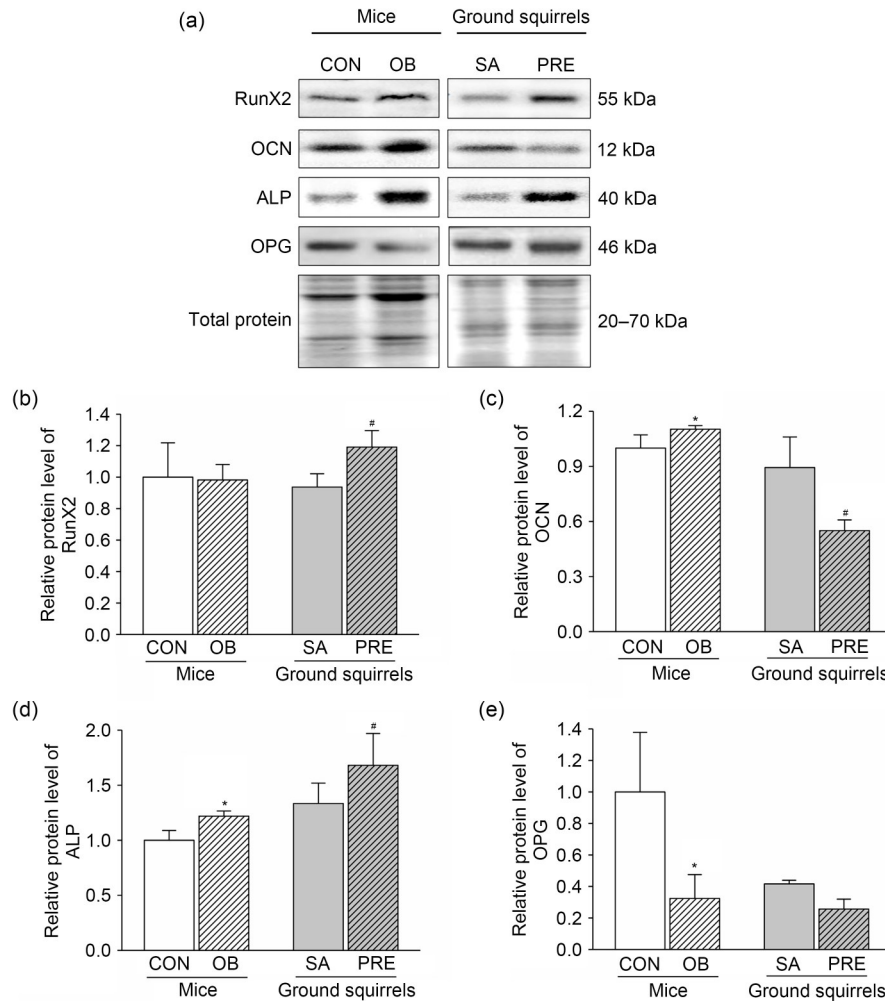 (a)
Mice Ground squirrels
CON OB SA PRE
RunX2 55 kDa
OCN 12 kDa
ALP 40 kDa
OPG 46 kDa
Total protein 20–70 kDa
(b)
Relative protein level of
RunX2
1.4
1.2
1.0
0.8
0.6
0.4
0.2
0.0
#
CON OB SA PRE
Mice Ground squirrels
(c)
Relative protein level of
OCN
1.2
0.9
0.6
0.3
0.0
*
#
CON OB SA PRE
Mice Ground squirrels
(d)
Relative protein level of
ALP
2.0
1.5
1.0
0.5
0.0
*
#
CON OB SA PRE
Mice Ground squirrels
(e)
Relative protein level of
OPG
1.4
1.2
1.0
0.8
0.6
0.4
0.2
0.0
*
CON OB SA PRE
Mice Ground squirrels